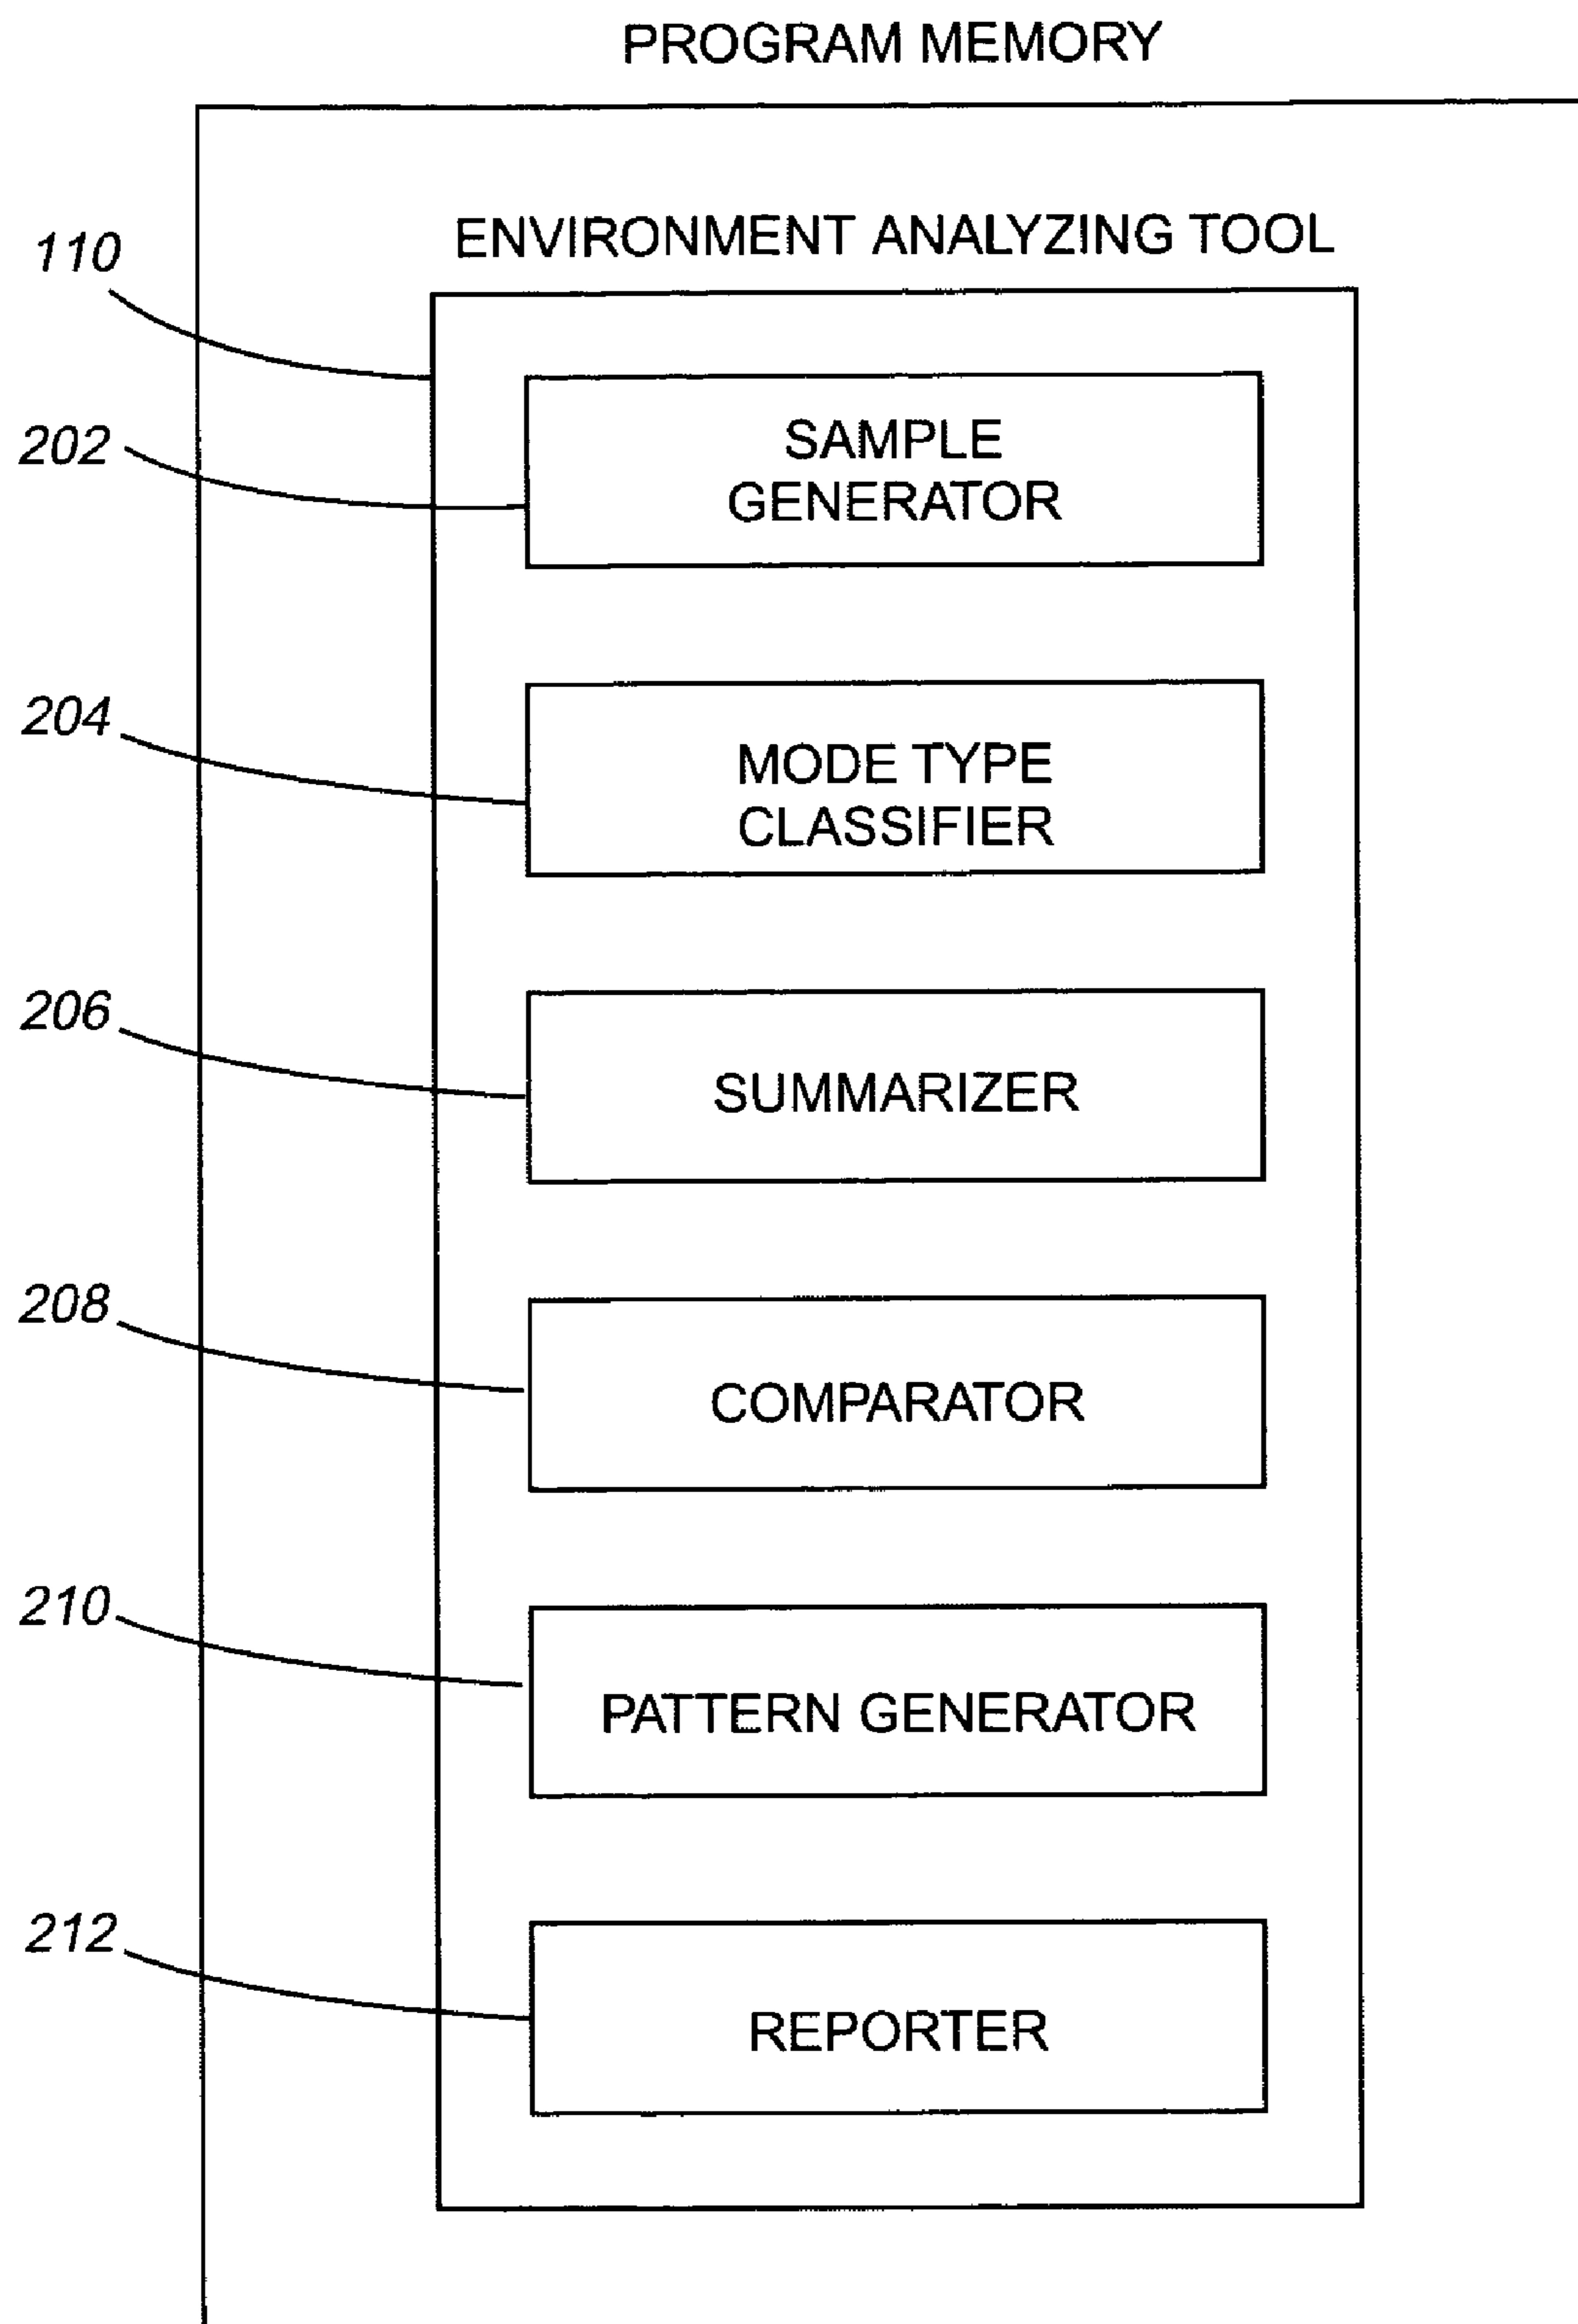 PROGRAM MEMORY
ENVIRONMENT ANALYZING TOOL
110
202
SAMPLE
GENERATOR
204
MODE TYPE
CLASSIFIER
206
SUMMARIZER
208
COMPARATOR
210
PATTERN GENERATOR
212
REPORTER